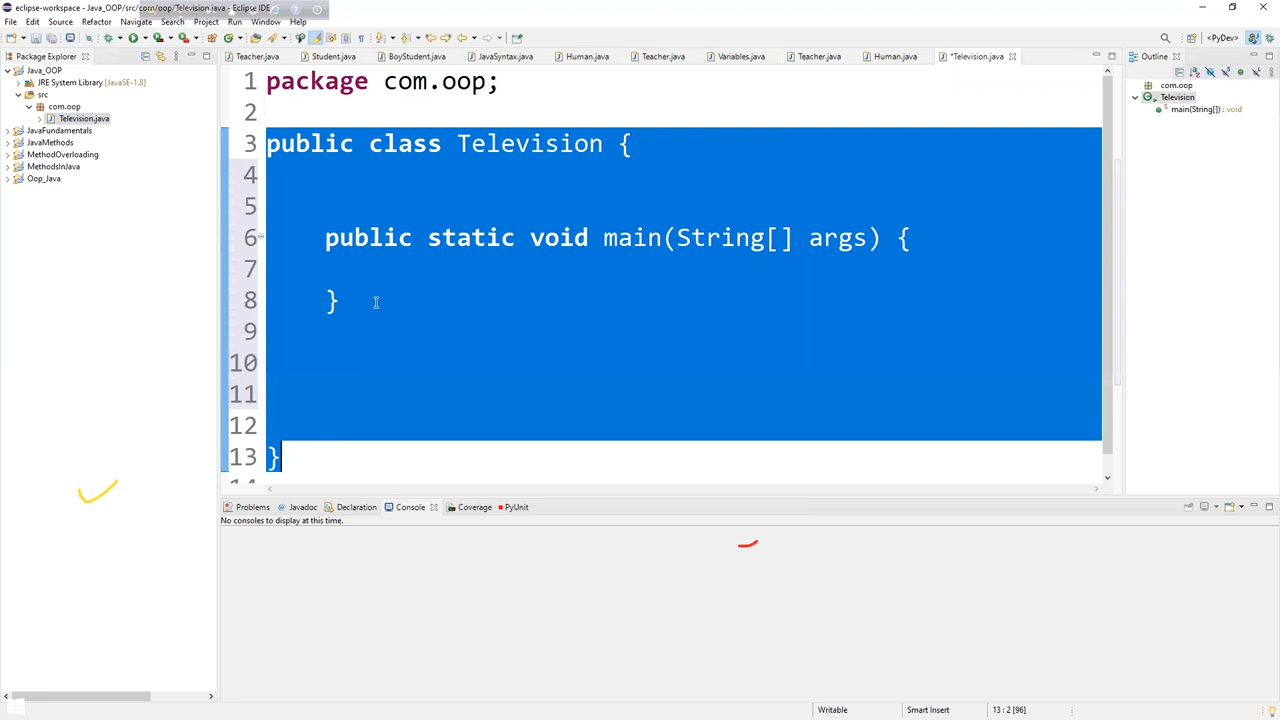 eclipse-workspace - Java_OOP/src/com/oop/Television.java - Eclipse IDE
File Edit Source Refactor Navigate Search Project Run Window Help
<PyDev>
Package Explorer
Teacher.java Student.java BoyStudent.java JavaSyntax.java Human.java Teacher.java Variables.java Teacher.java Human.java *Television.java
Outline
Java_OOP
JRE System Library [JavaSE-1.8]
src
com.oop
Television.java
JavaFundamentals
JavaMethods
MethodOverloading
MethodsInJava
Oop_Java
1 package com.oop;
2
3 public class Television {
4
5
6 public static void main(String[] args) {
7
8 }
9
10
11
12
13 }
14
com.oop
Television
main(String[]) : void
Problems Javadoc Declaration Console Coverage PyUnit
No consoles to display at this time.
Writable Smart Insert 13 : 2 [96]